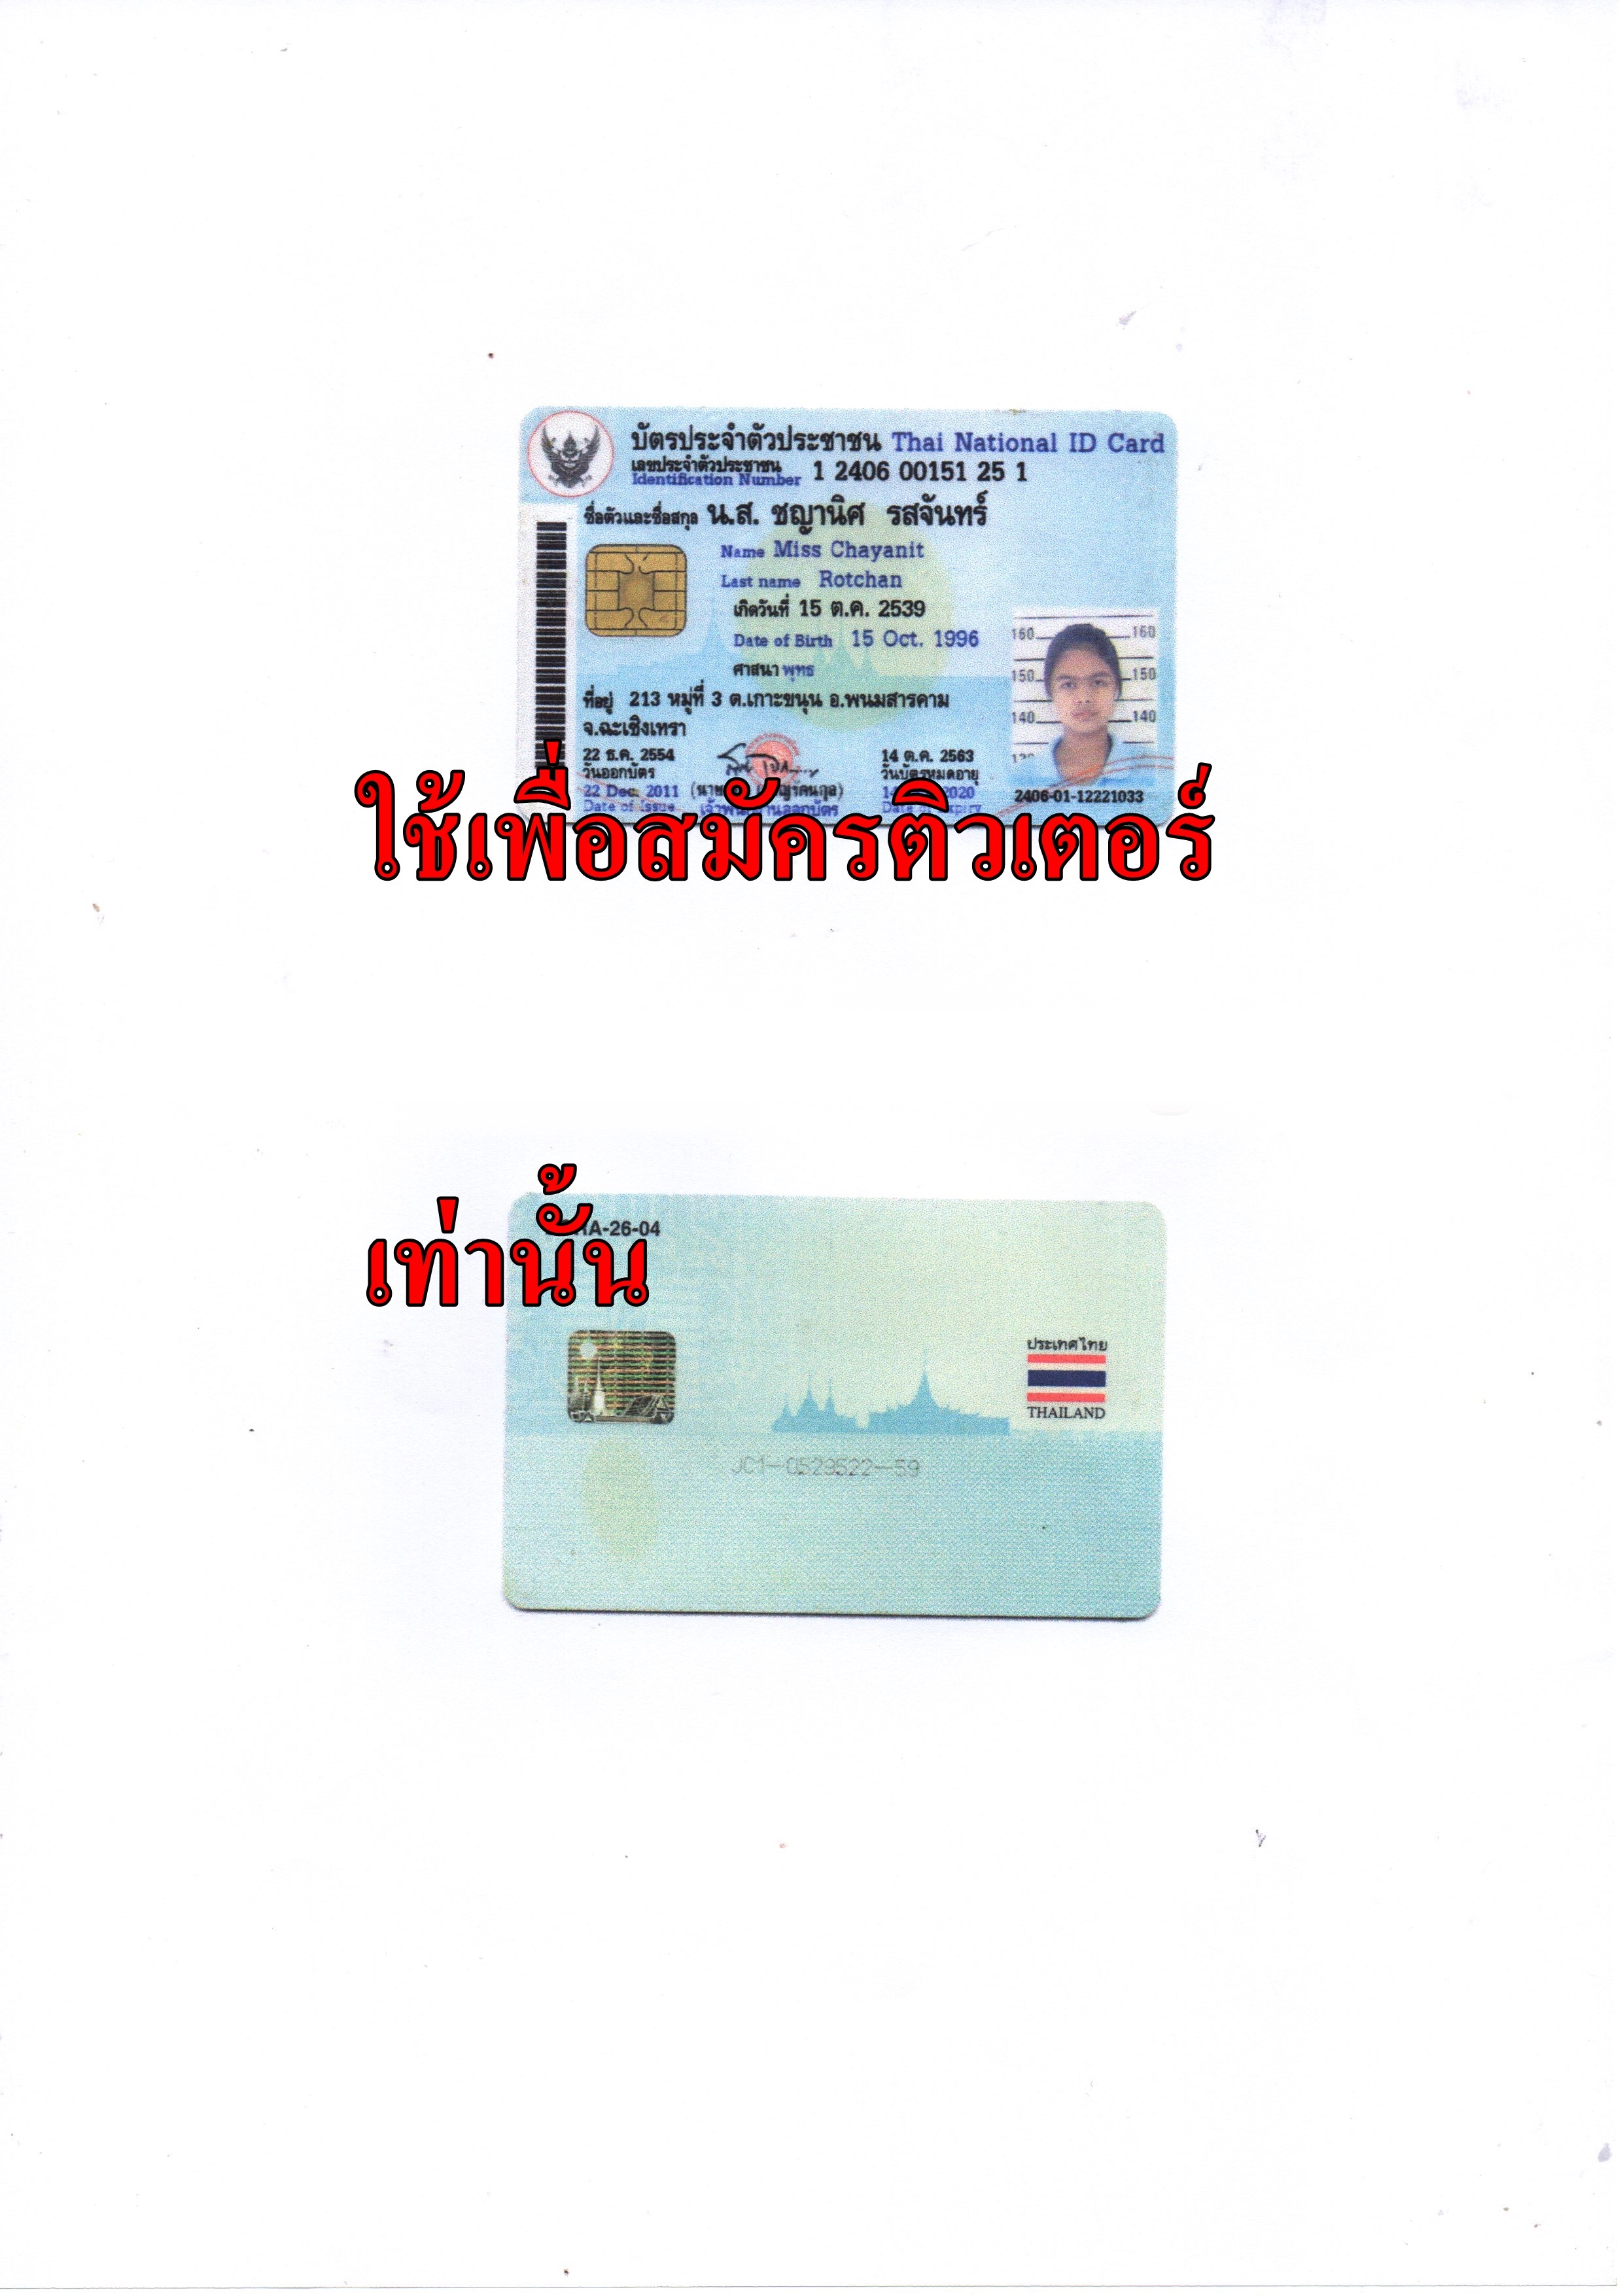 บัตรประจำตัวประชาชน Thai National ID Card
เลขประจำตัวประชาชน
Identification Number 1 2406 00151 25 1
ชื่อตัวและชื่อสกุล น.ส. ชญานิศ รสจันทร์
Name Miss Chayanit
Last name Rotchan
เกิดวันที่ 15 ต.ค. 2539
Date of Birth 15 Oct. 1996
ศาสนา พุทธ
ที่อยู่ 213 หมู่ที่ 3 ต.เกาะขนุน อ.พนมสารคาม
จ.ฉะเชิงเทรา
160 160
150 150
140 140
22 ธ.ค. 2554 14 ต.ค. 2563
วันออกบัตร วันบัตรหมดอายุ
22 Dec. 2011 2020
Date of Issue เจ้าพนักงานออกบัตร Date of Expiry
2406-01-12221033
ใช้เพื่อสมัครติวเตอร์
เท่านั้น
A-26-04
ประเทศไทย
THAILAND
JC1-0529522-59